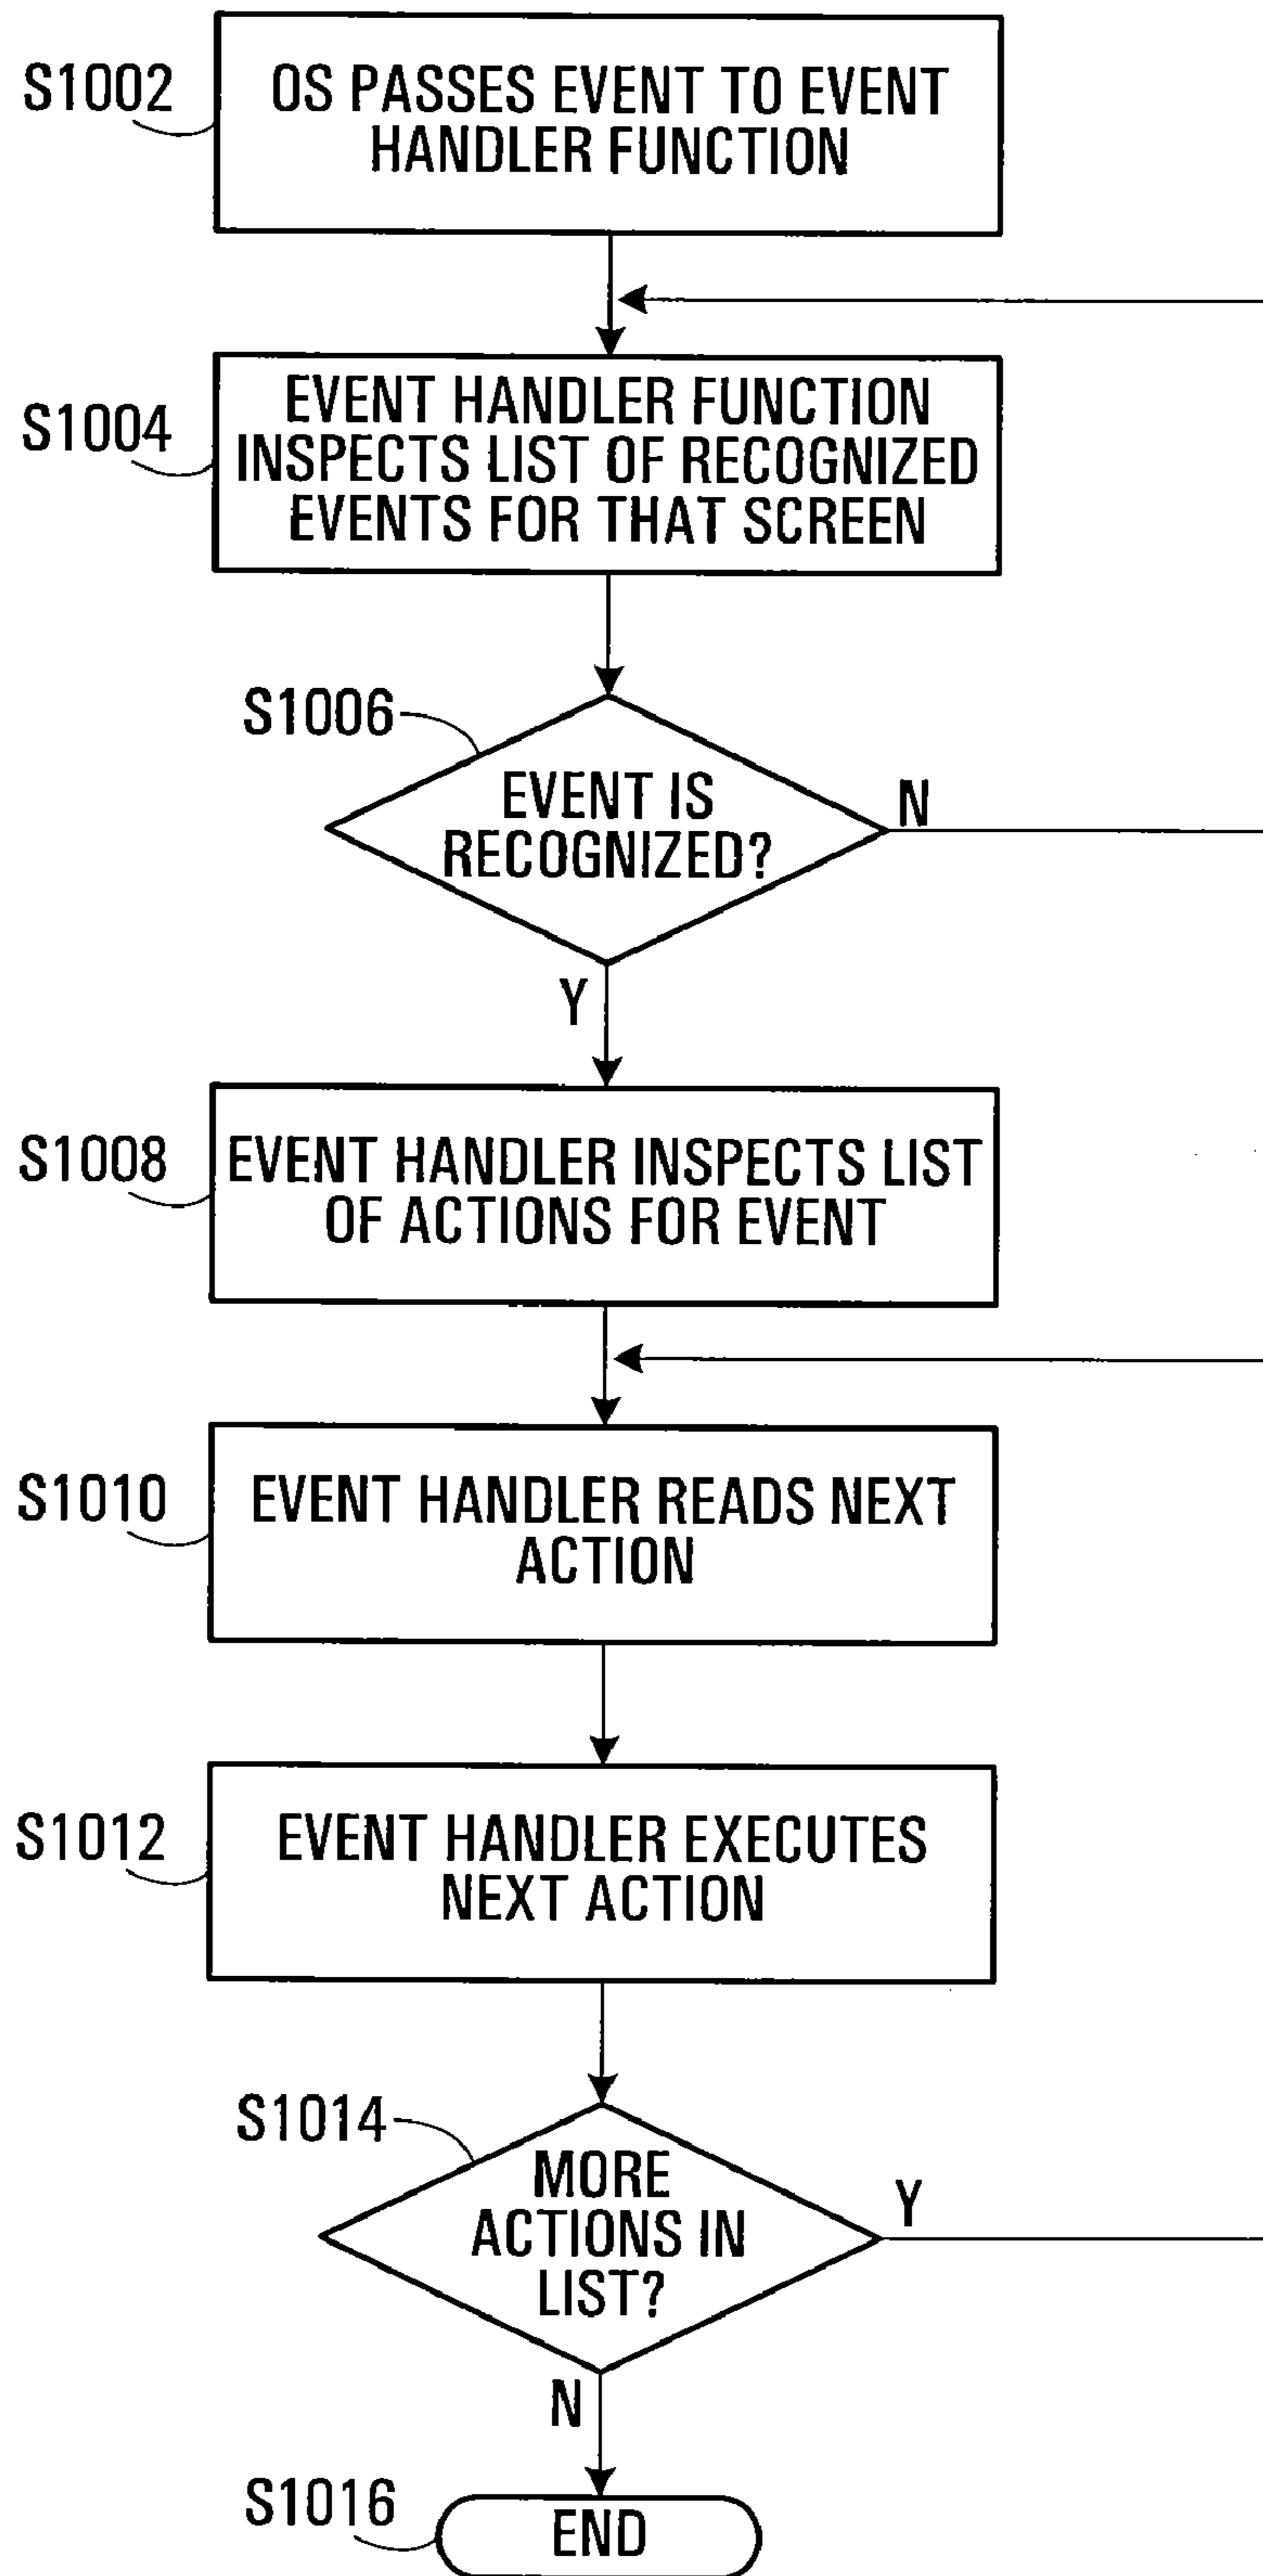 S1002
OS PASSES EVENT TO EVENT
HANDLER FUNCTION
S1004
EVENT HANDLER FUNCTION
INSPECTS LIST OF RECOGNIZED
EVENTS FOR THAT SCREEN
S1006
EVENT IS
RECOGNIZED?
N
Y
S1008
EVENT HANDLER INSPECTS LIST
OF ACTIONS FOR EVENT
S1010
EVENT HANDLER READS NEXT
ACTION
S1012
EVENT HANDLER EXECUTES
NEXT ACTION
S1014
MORE
ACTIONS IN
LIST?
Y
N
S1016
END